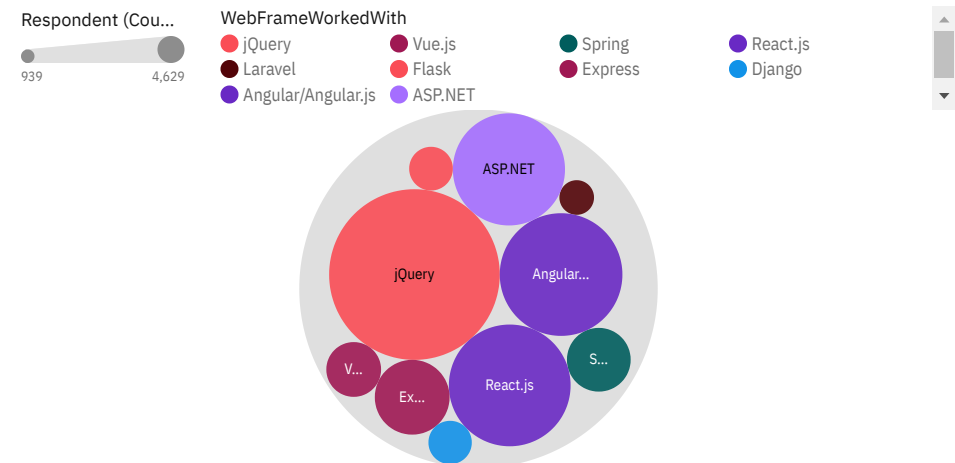 Respondent (Cou...
939
4,629
WebFrameWorkedWith
jQuery
Vue.js
Spring
React.js
Laravel
Flask
Express
Django
Angular/Angular.js
ASP.NET
ASP.NET
jQuery
Angular...
S...
V...
Ex...
React.js